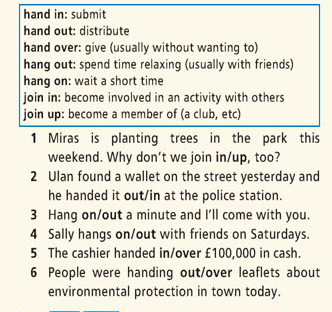 hand in: submit
hand out: distribute
hand over: give (usually without wanting to)
hang out: spend time relaxing (usually with friends)
hang on: wait a short time
join in: become involved in an activity with others
join up: become a member of (a club, etc)
1 Miras is planting trees in the park this
weekend. Why don't we join in/up, too?
2 Ulan found a wallet on the street yesterday and
he handed it out/in at the police station.
3 Hang on/out a minute and I'll come with you.
4 Sally hangs on/out with friends on Saturdays.
5 The cashier handed in/over £100,000 in cash.
6 People were handing out/over leaflets about
environmental protection in town today.